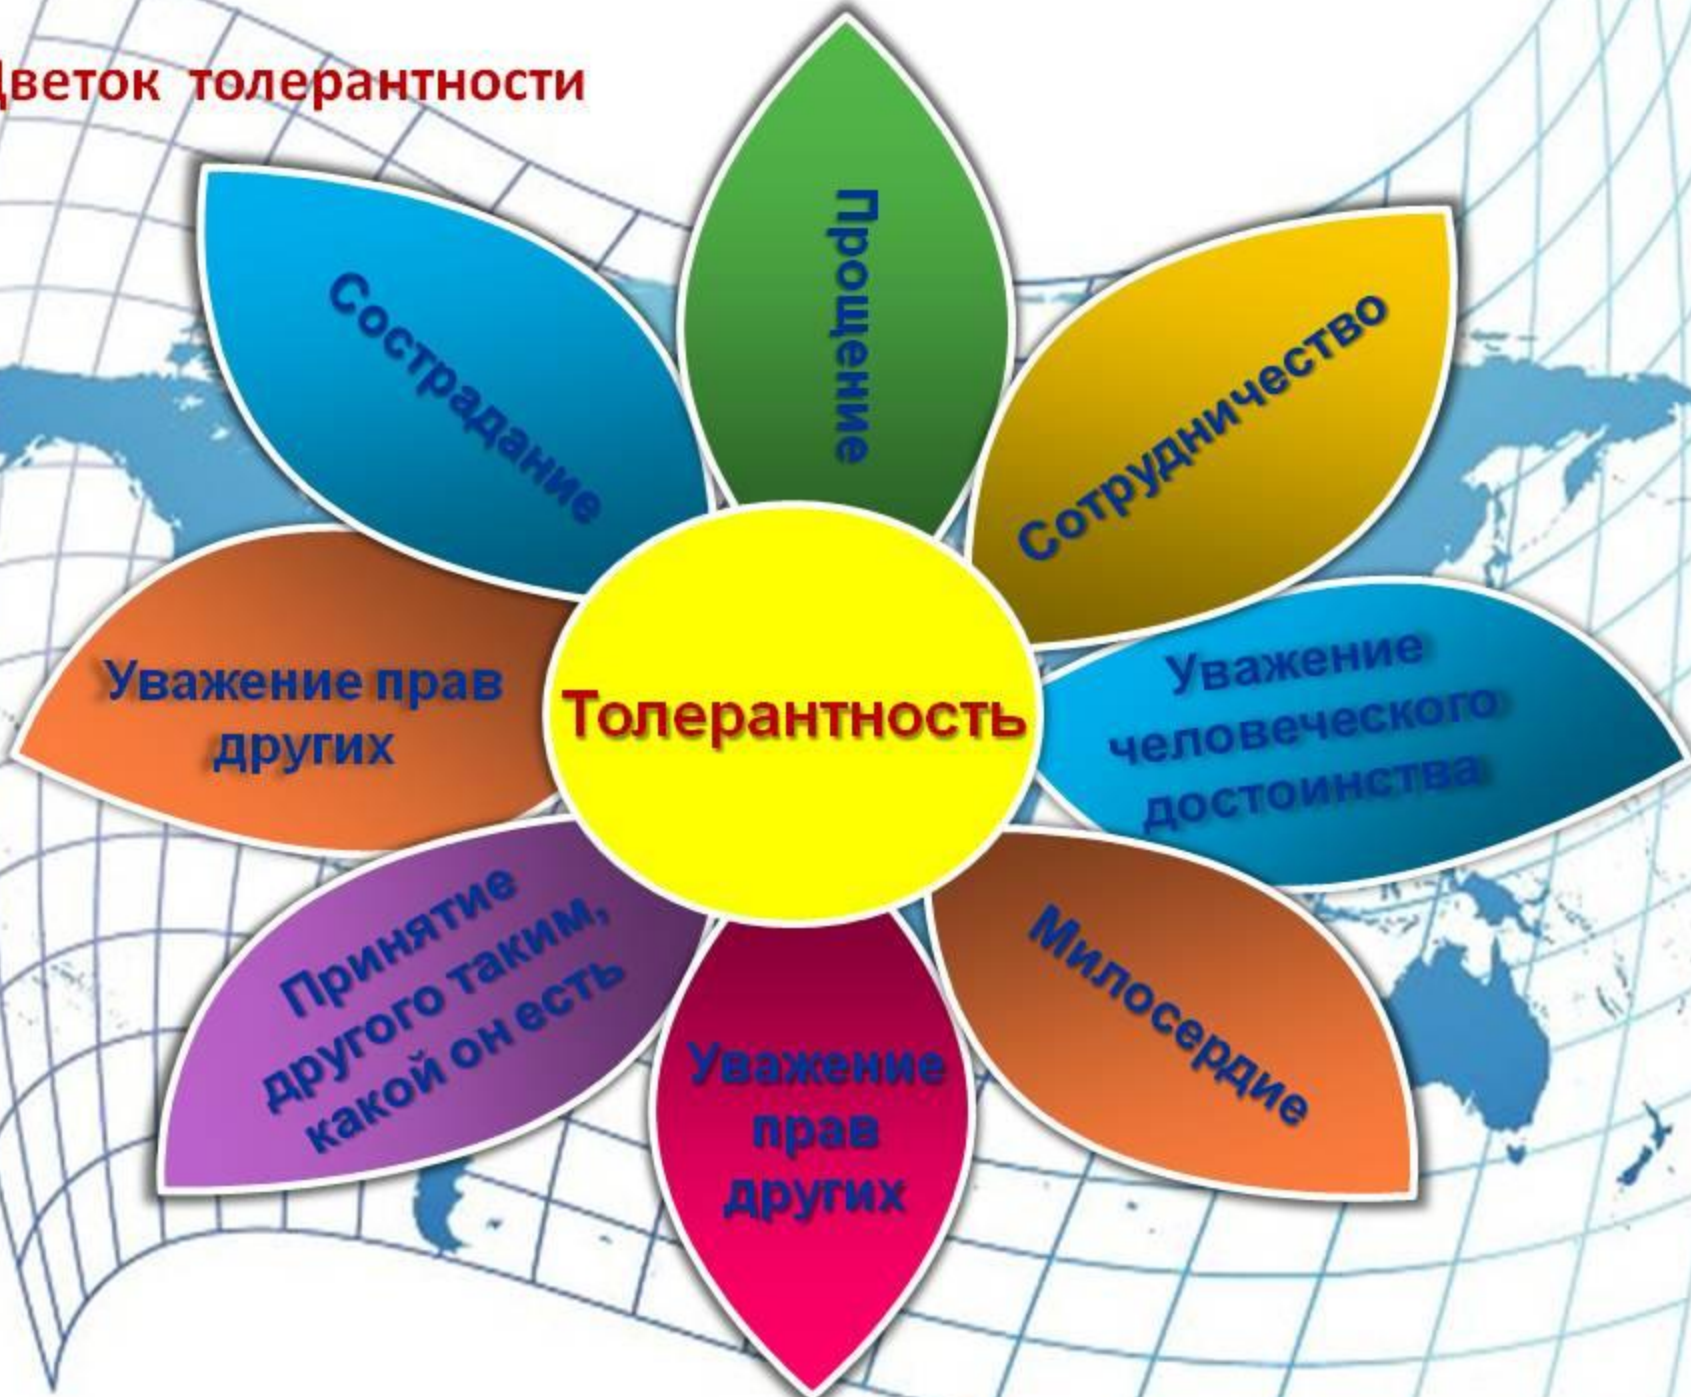 Цветок толерантности
Прощение
Сострадание
Сотрудничество
Уважение прав
других
Толерантность
Уважение
человеческого
достоинства
Принятие
другого таким,
какой он есть
Милосердие
Уважение
прав
других